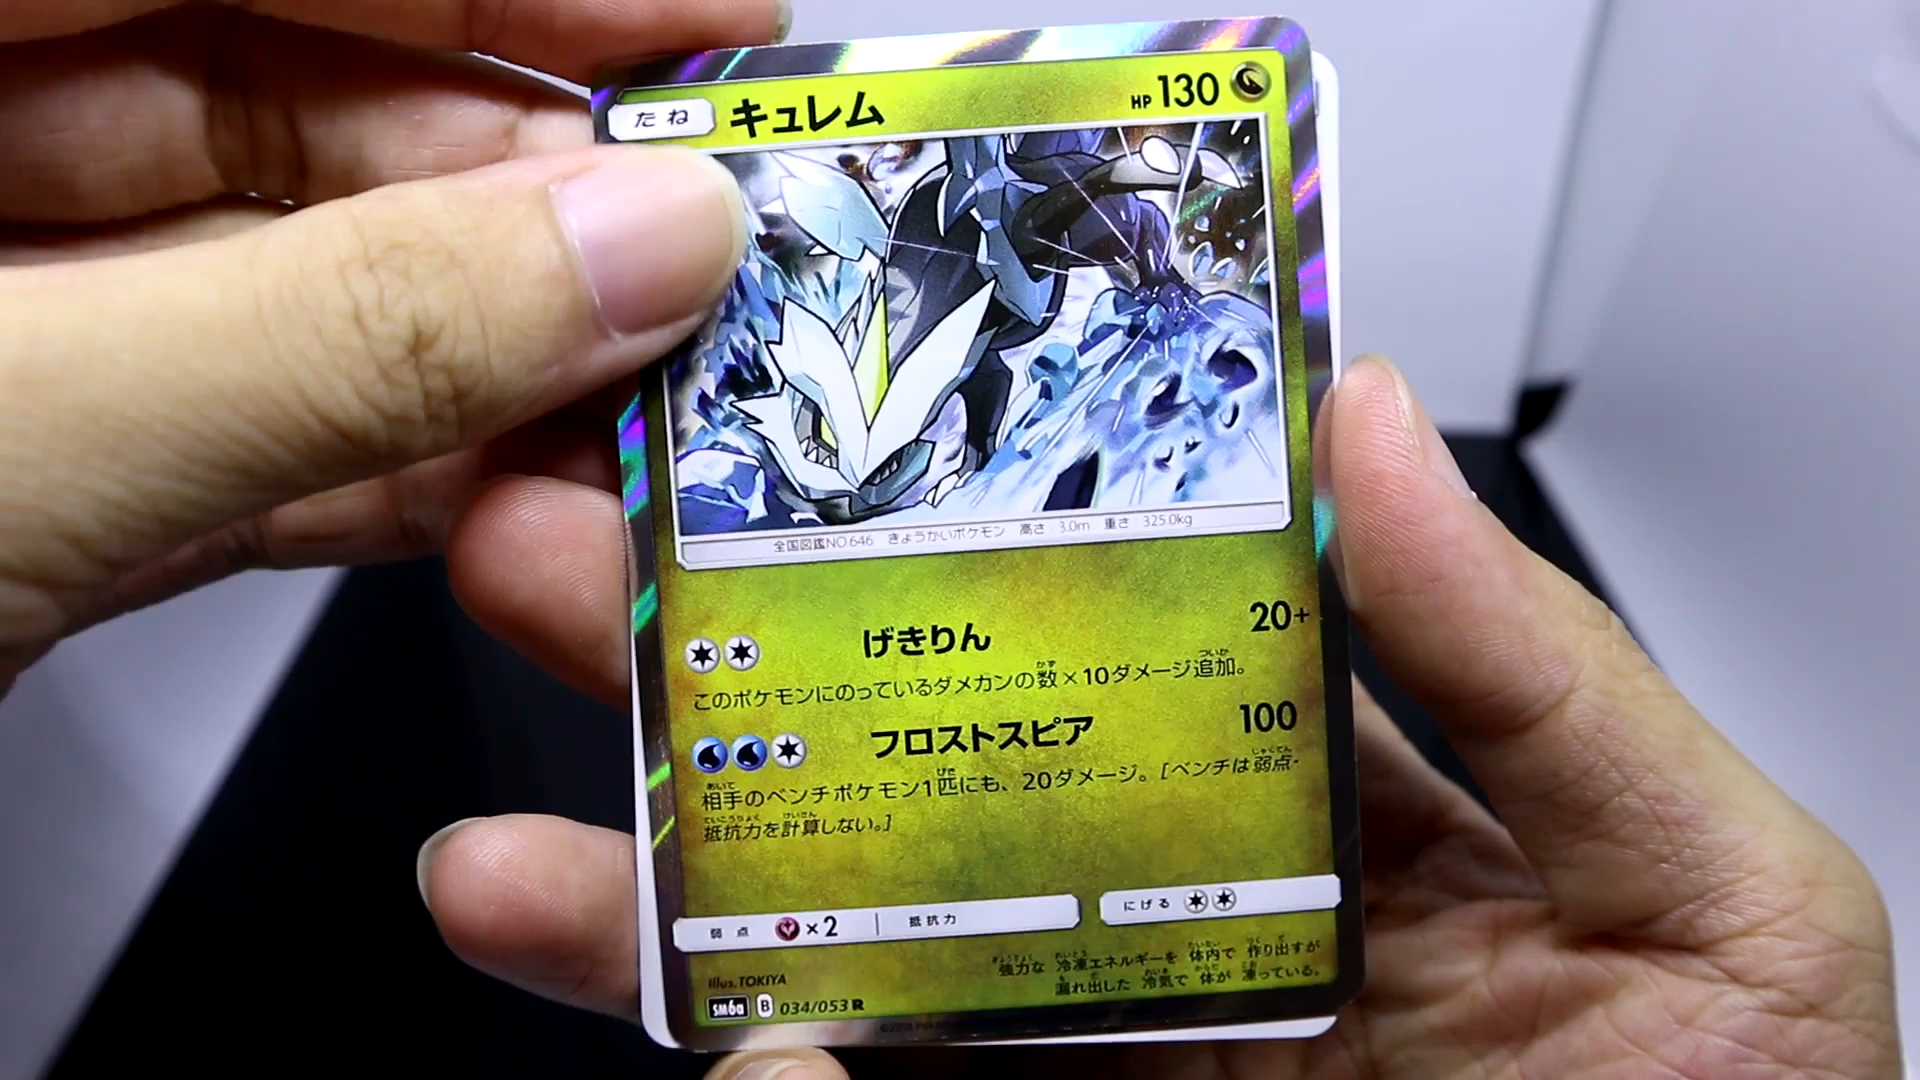 たね キュレム HP 130
全国図鑑NO.646 きょうかいポケモン 高さ：3.0m 重さ：325.0kg
げきりん 20+
このポケモンにのっているダメカンの数×10ダメージ追加。
フロストスピア 100
相手のベンチポケモン1匹にも、20ダメージ。[ベンチは弱点・
抵抗力を計算しない。]
弱点 ×2 抵抗力 にげる
強力な 冷凍エネルギーを 体内で 作り出すが
漏れ出した 冷気で 体が 凍っている。
Illus. TOKIYA
SM6a B 034/053 R
©2018